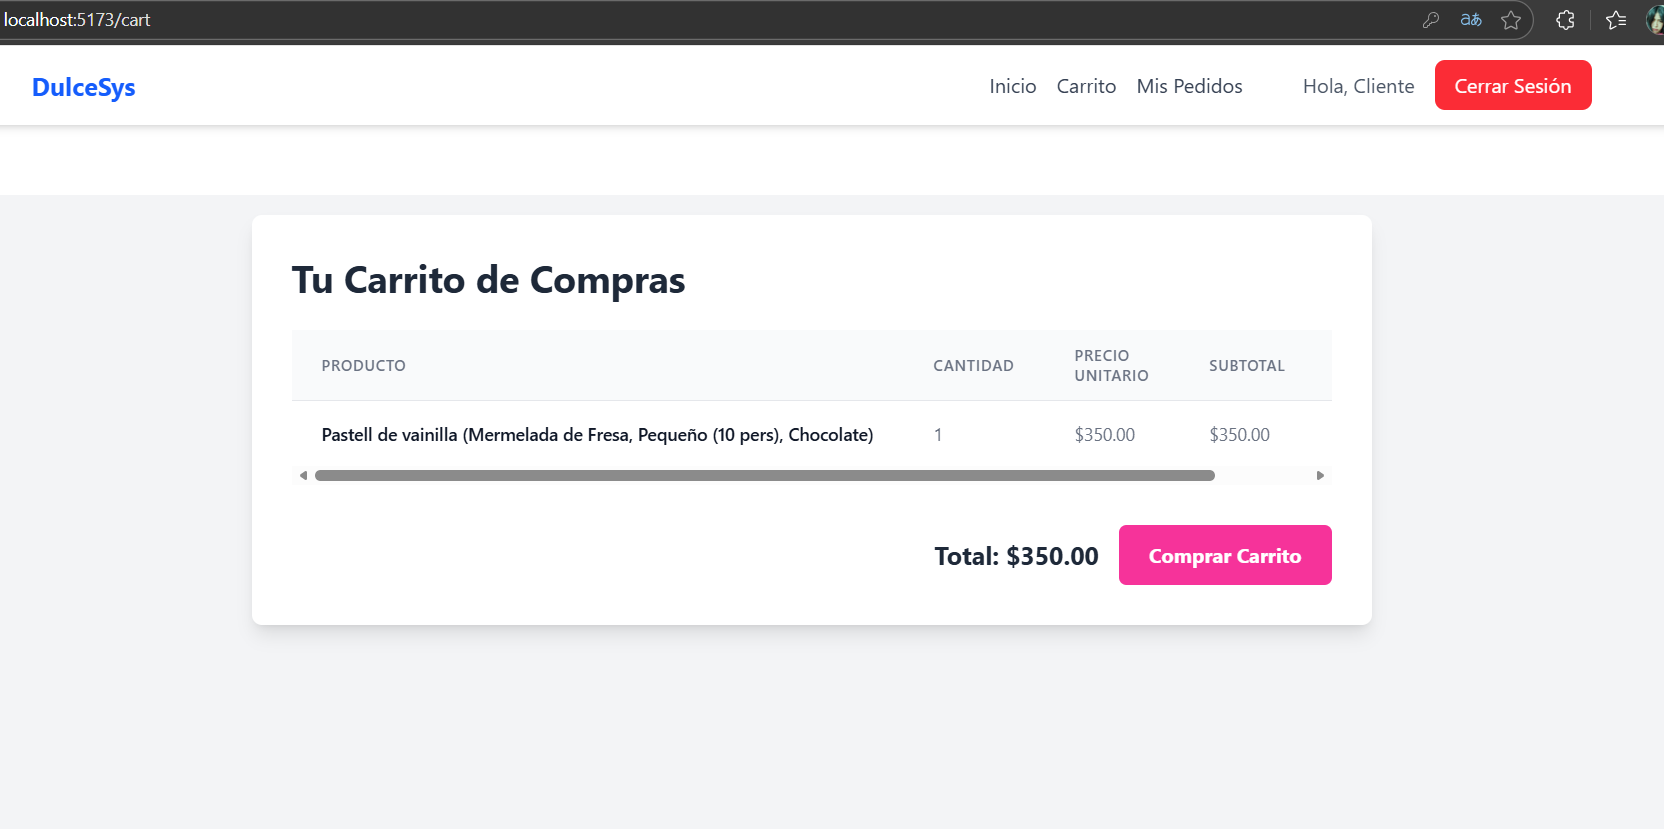 localhost:5173/cart
DulceSys
Inicio Carrito Mis Pedidos Hola, Cliente Cerrar Sesión
Tu Carrito de Compras
PRODUCTO CANTIDAD PRECIO UNITARIO SUBTOTAL
Pastell de vainilla (Mermelada de Fresa, Pequeño (10 pers), Chocolate) 1 $350.00 $350.00
Total: $350.00 Comprar Carrito